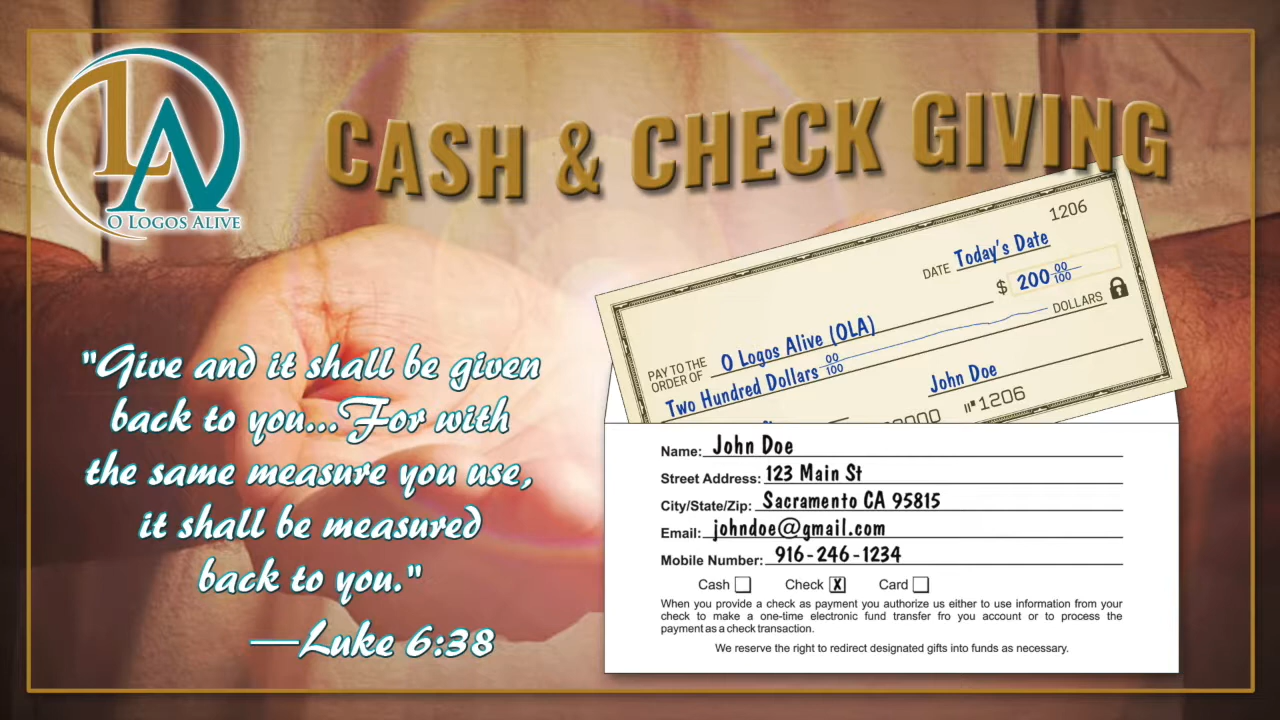 LA
O LOGOS ALIVE
CASH & CHECK GIVING
"Give and it shall be given
back to you... For with
the same measure you use,
it shall be measured
back to you."
—Luke 6:38
1206
DATE Today's Date
$ 200 00/100
PAY TO THE
ORDER OF O Logos Alive (OLA)
Two Hundred Dollars 00/100 DOLLARS
John Doe
0000 ⑈1206
Name: John Doe
Street Address: 123 Main St
City/State/Zip: Sacramento CA 95815
Email: johndoe@gmail.com
Mobile Number: 916-246-1234
Cash Check X Card
When you provide a check as payment you authorize us either to use information from your
check to make a one-time electronic fund transfer fro you account or to process the
payment as a check transaction.
We reserve the right to redirect designated gifts into funds as necessary.